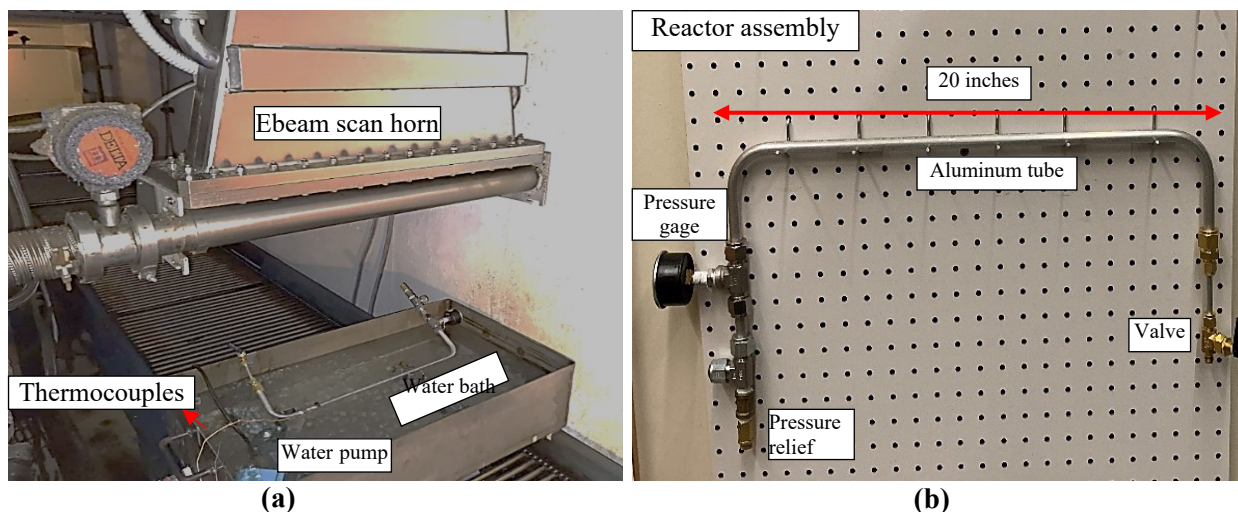 Ebeam scan horn
DELTA
Thermocouples
Water bath
Water pump
(a)
Reactor assembly
20 inches
Aluminum tube
Pressure
gage
Valve
Pressure
relief
(b)